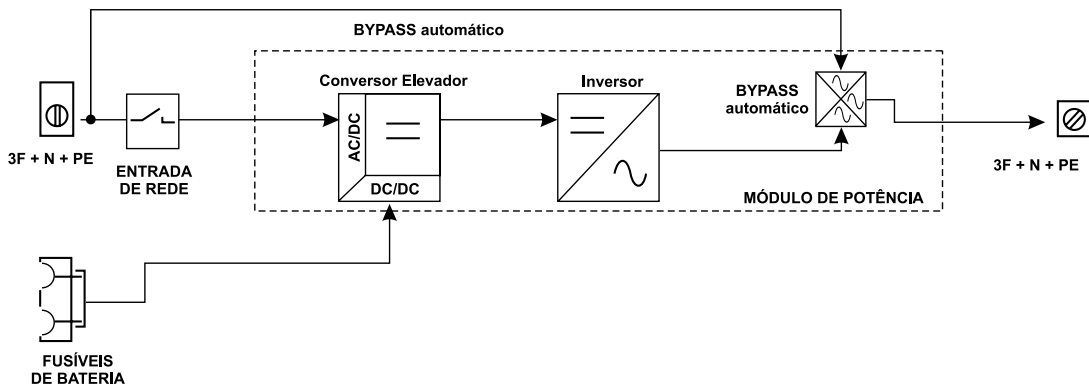 BYPASS automático
Conversor Elevador
Inversor
BYPASS
automático
AC/DC
DC/DC
3F + N + PE
ENTRADA
DE REDE
MÓDULO DE POTÊNCIA
3F + N + PE
FUSÍVEIS
DE BATERIA